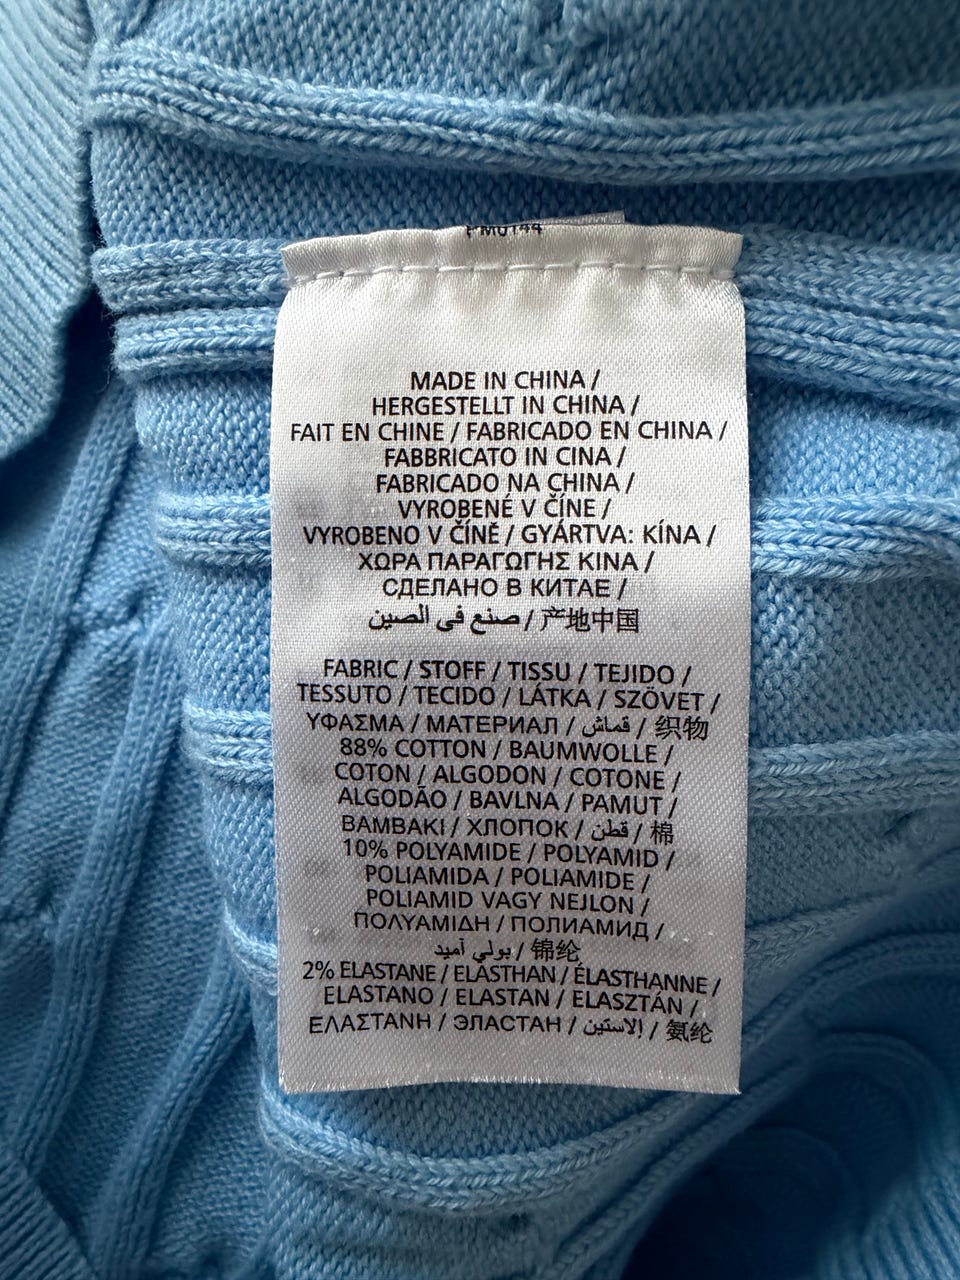 PM0144
MADE IN CHINA /
HERGESTELLT IN CHINA /
FAIT EN CHINE / FABRICADO EN CHINA /
FABBRICATO IN CINA /
FABRICADO NA CHINA /
VYROBENÉ V ČÍNE /
VYROBENO V ČÍNĚ / GYÁRTVA: KÍNA /
ΧΩΡΑ ΠΑΡΑΓΩΓΗΣ ΚΙΝΑ /
СДЕЛАНО В КИТАЕ /
صنع في الصين / 产地中国
FABRIC / STOFF / TISSU / TEJIDO /
TESSUTO / TECIDO / LÁTKA / SZÖVET /
ΥΦΑΣΜΑ / МАТЕРИАЛ / قماش / 织物
88% COTTON / BAUMWOLLE /
COTON / ALGODON / COTONE /
ALGODÃO / BAVLNA / PAMUT /
ΒΑΜΒΑΚΙ / ХЛОПОК / قطن / 棉
10% POLYAMIDE / POLYAMID /
POLIAMIDA / POLIAMIDE /
POLIAMID VAGY NEJLON /
ΠΟΛΥΑΜΙΔΗ / ПОЛИАМИД /
بولي أميد / 锦纶
2% ELASTANE / ELASTHAN / ÉLASTHANNE /
ELASTANO / ELASTAN / ELASZTÁN /
ΕΛΑΣΤΑΝΗ / ЭЛАСТАН / إلاستين / 氨纶